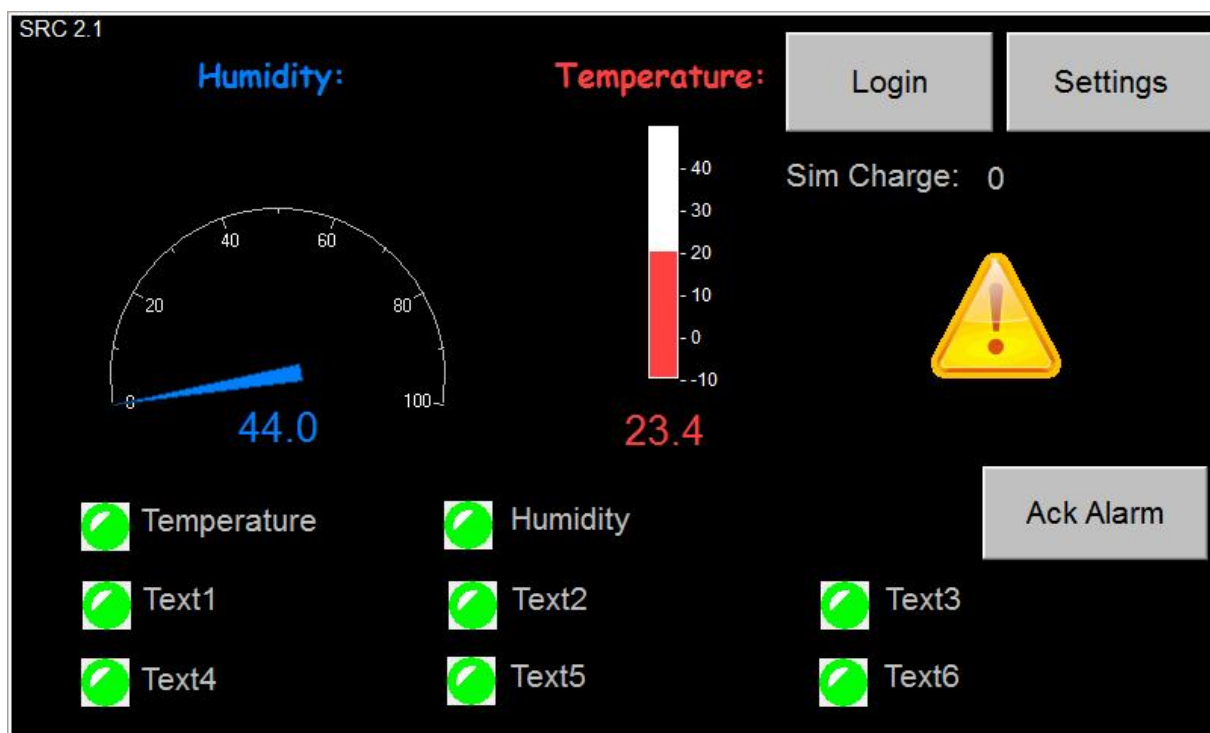 SRC 2.1
Humidity:
Temperature:
Login
Settings
Sim Charge: 0
0
20
40
60
80
100
44.0
40
30
20
10
0
-10
23.4
Ack Alarm
Temperature
Humidity
Text1
Text2
Text3
Text4
Text5
Text6